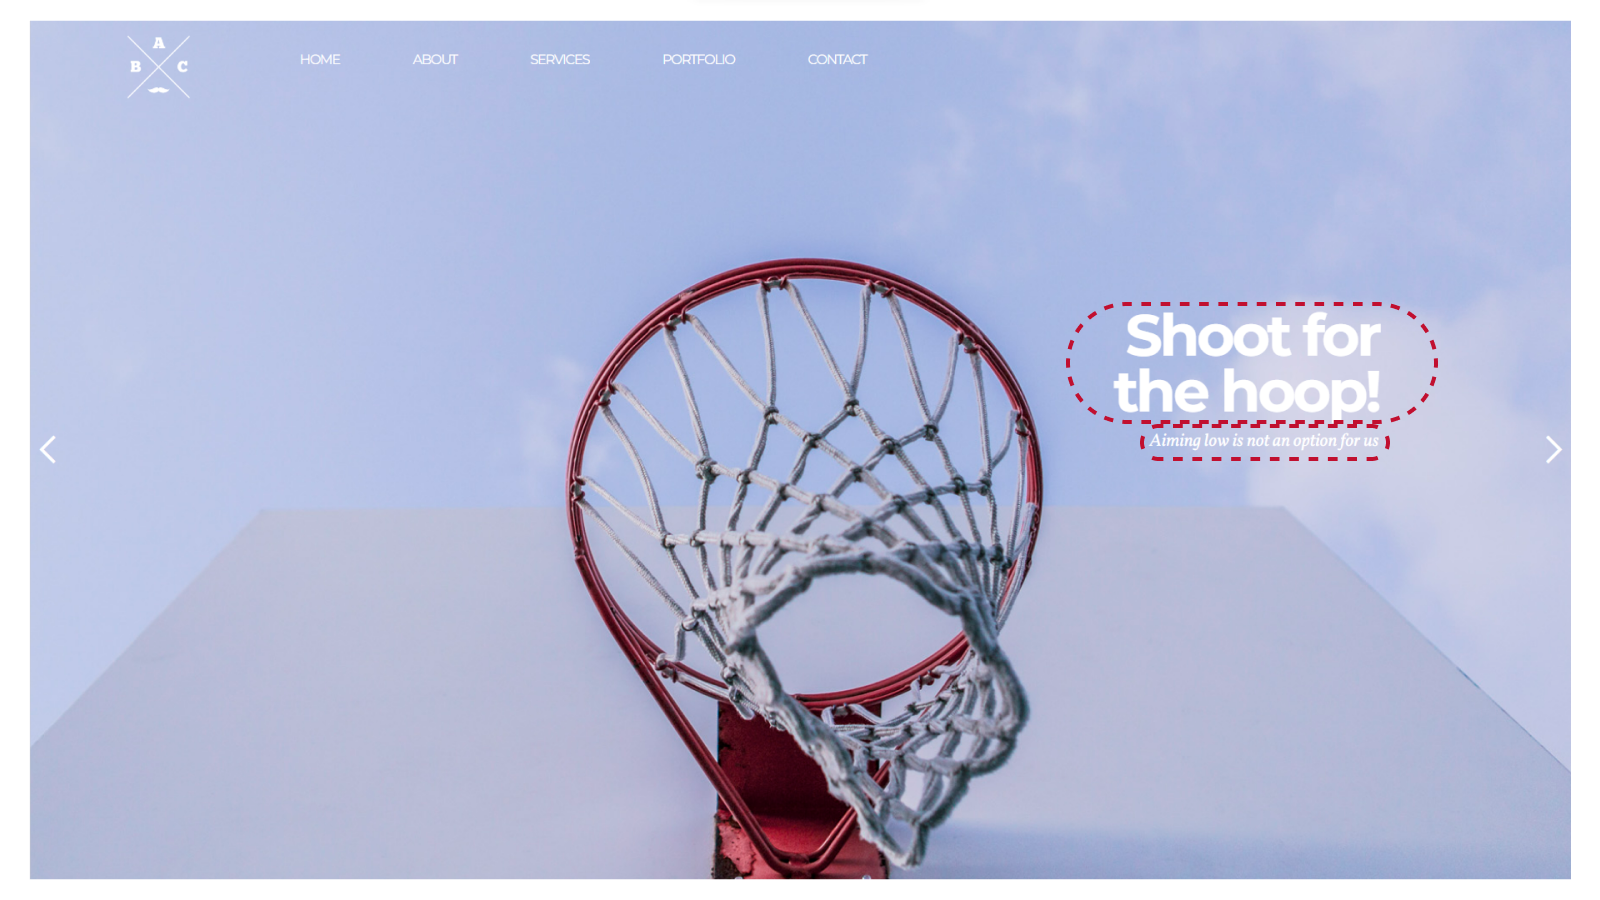 A
B C
HOME ABOUT SERVICES PORTFOLIO CONTACT
Shoot for
the hoop!
Aiming low is not an option for us